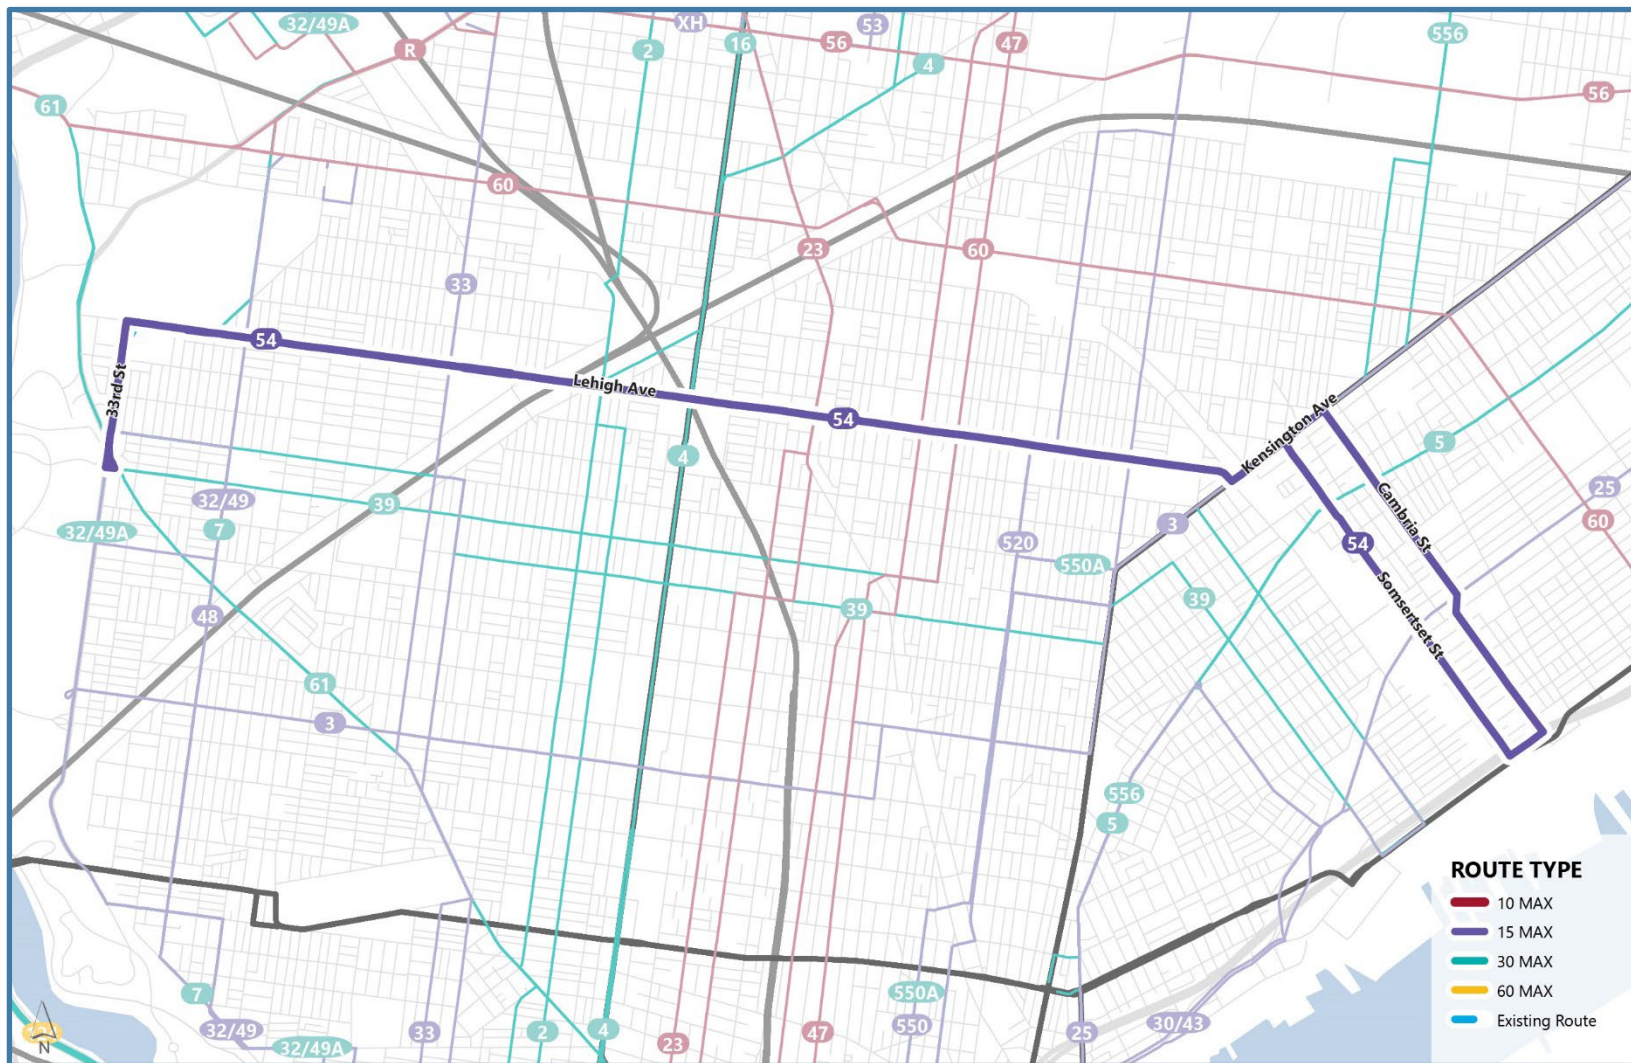 32/49A
XH
53
2
16
56
47
556
R
4
61
56
60
23
60
33
54
33rd St
Lehigh Ave
54
Kensington Ave
4
5
Cambria St
25
32/49
39
60
3
32/49A
7
520
54
550A
Somsertset St
39
39
48
61
3
556
5
ROUTE TYPE
10 MAX
15 MAX
30 MAX
60 MAX
Existing Route
7
550A
32/49
33
2
4
47
550
25
30/43
23
32/49A
N